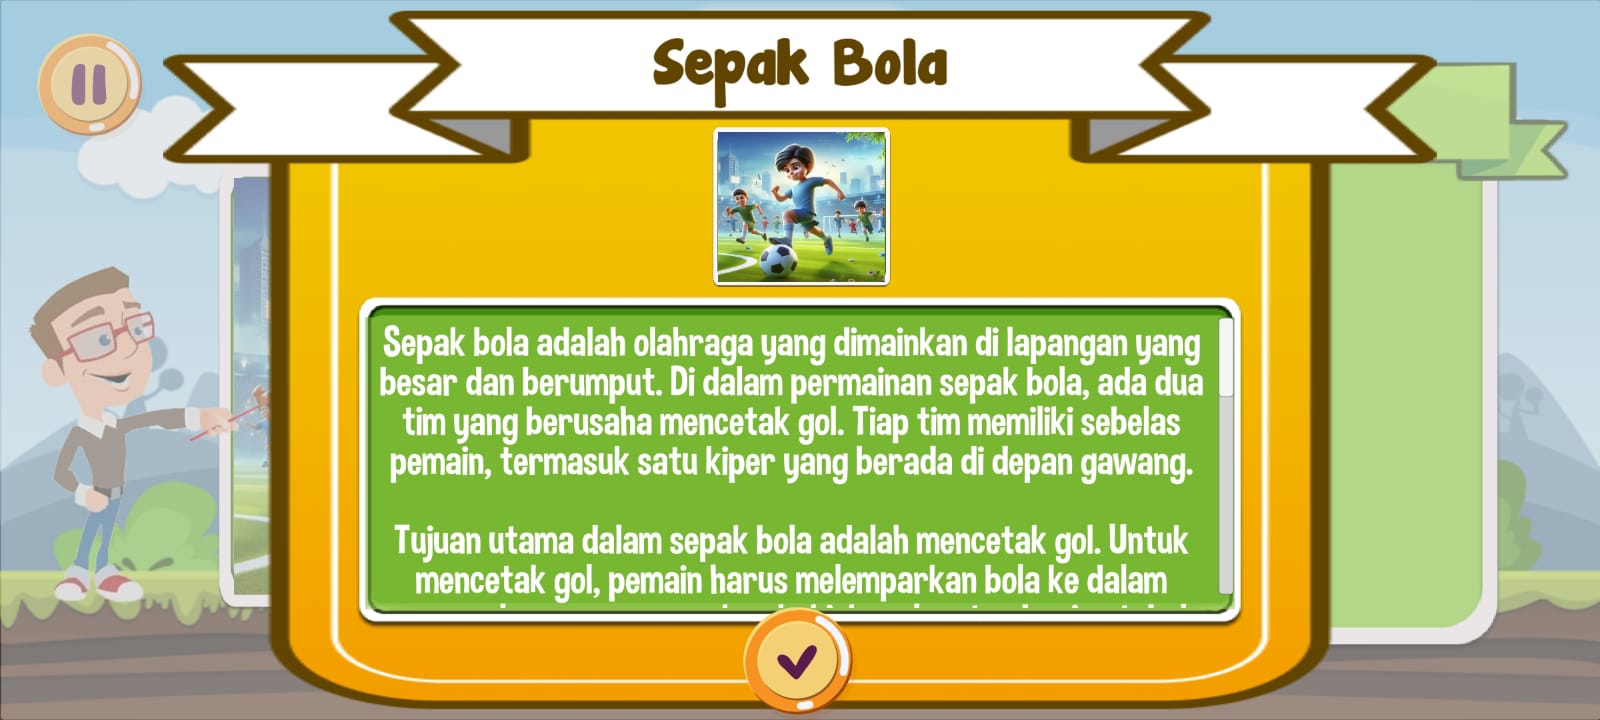 Sepak Bola
Sepak bola adalah olahraga yang dimainkan di lapangan yang
besar dan berumput. Di dalam permainan sepak bola, ada dua
tim yang berusaha mencetak gol. Tiap tim memiliki sebelas
pemain, termasuk satu kiper yang berada di depan gawang.
Tujuan utama dalam sepak bola adalah mencetak gol. Untuk
mencetak gol, pemain harus melemparkan bola ke dalam